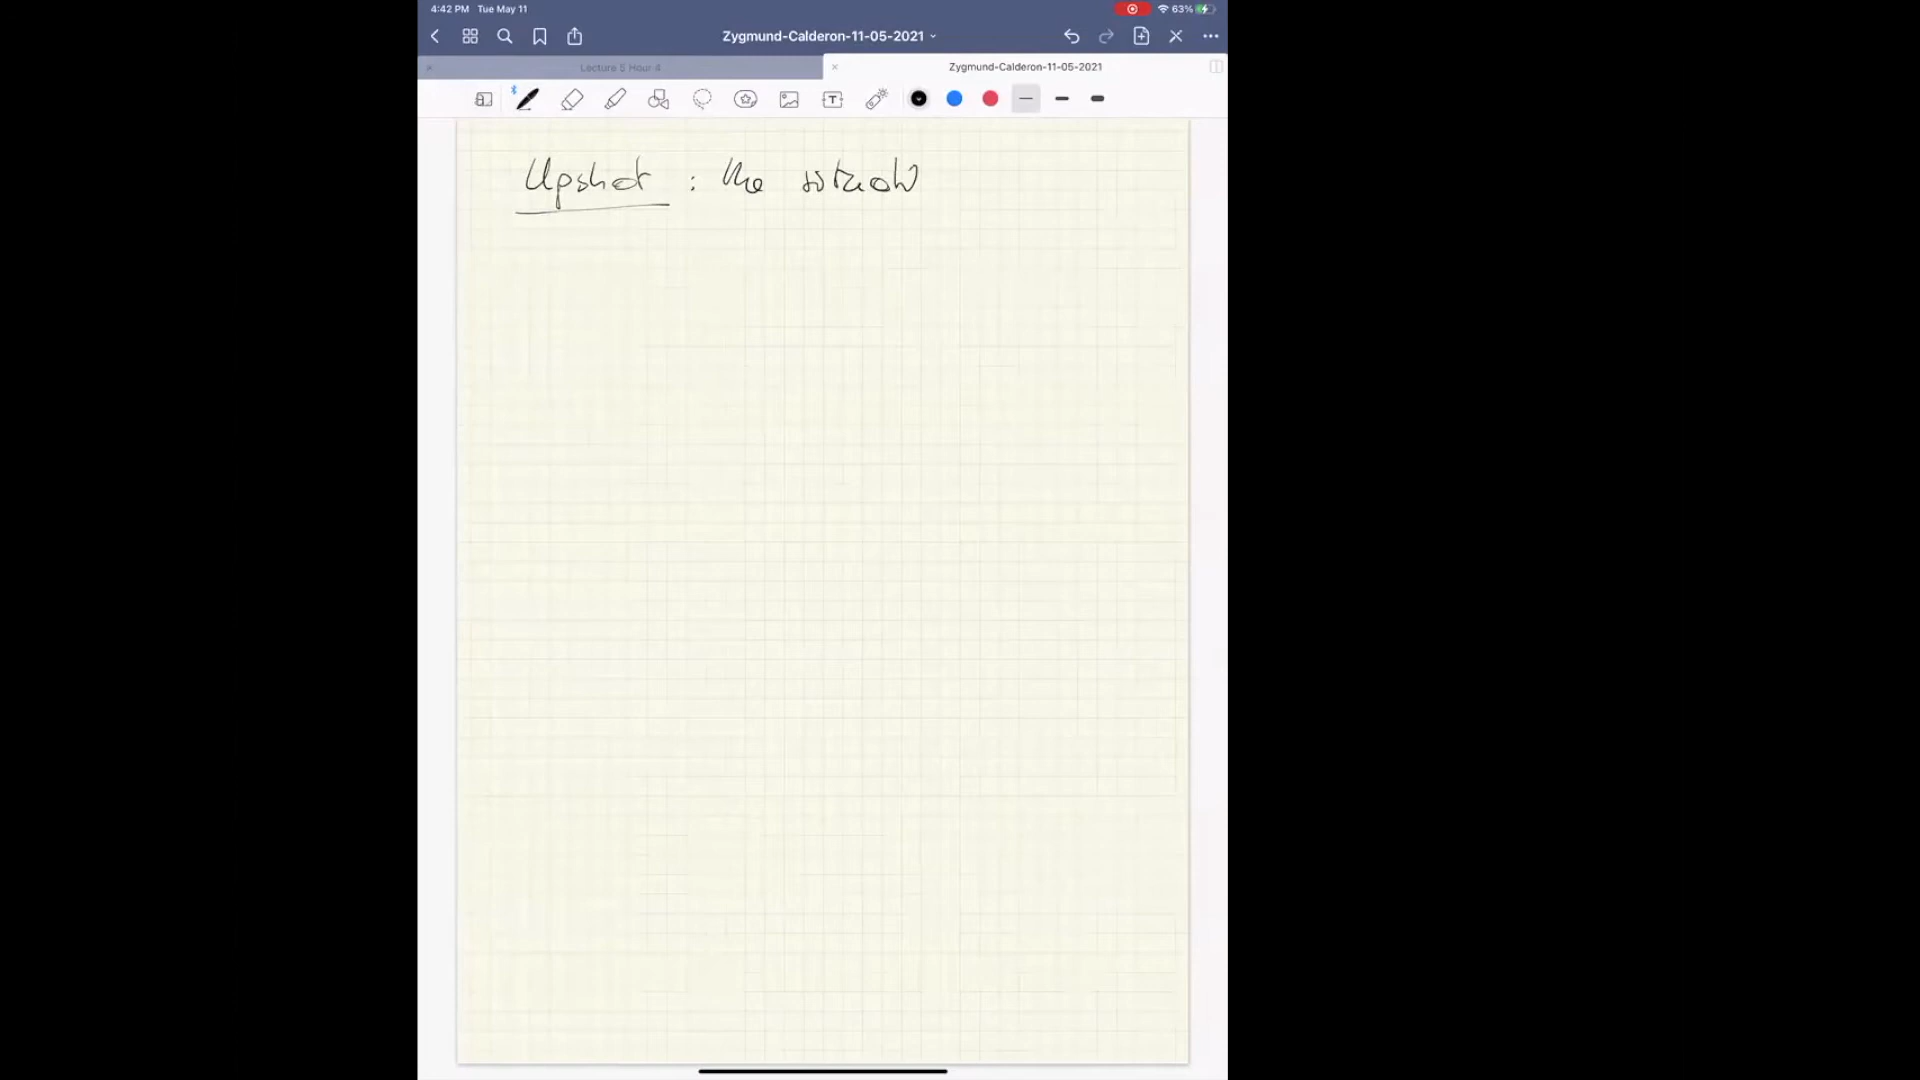 4:42 PM Tue May 11
63%
Zygmund-Calderon-11-05-2021
Lecture 5 Hour 4
Zygmund-Calderon-11-05-2021
T
Upshot : the